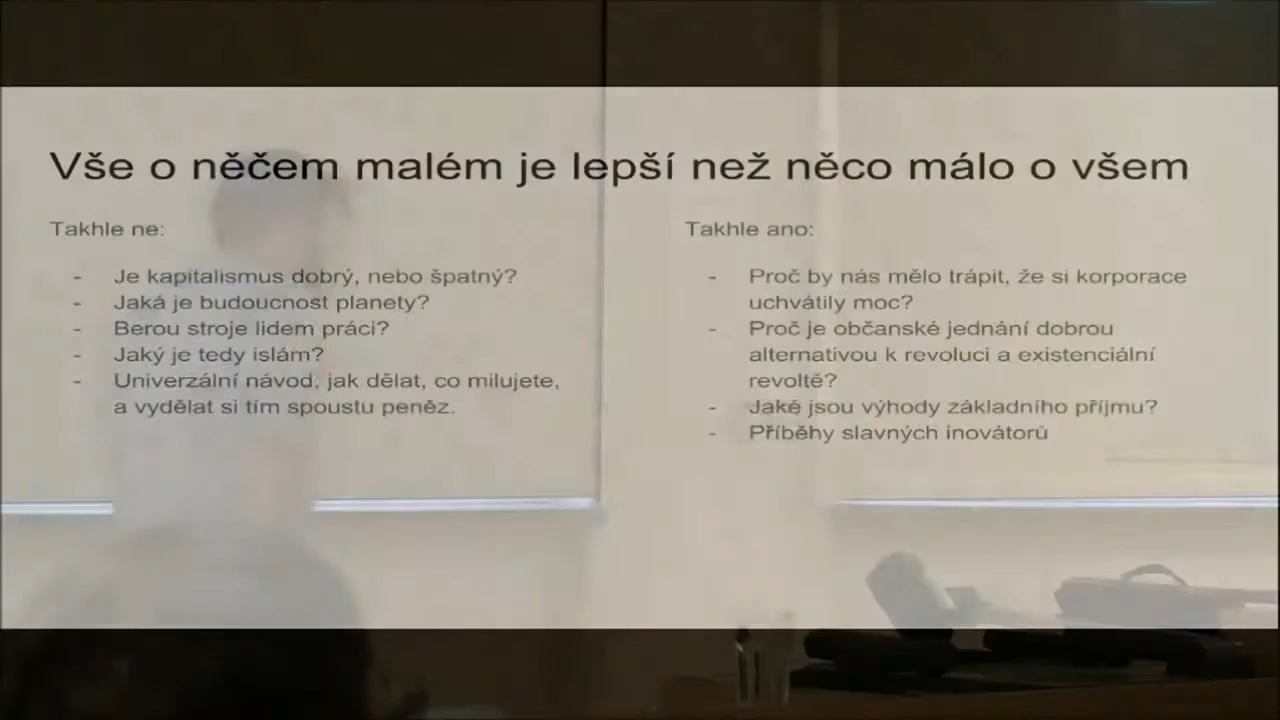 Vše o něčem malém je lepší než něco málo o všem
Takhle ne:
- Je kapitalismus dobrý, nebo špatný?
- Jaká je budoucnost planety?
- Berou stroje lidem práci?
- Jaký je tedy islám?
- Univerzální návod, jak dělat, co milujete,
a vydělat si tím spoustu peněz.
Takhle ano:
- Proč by nás mělo trápit, že si korporace
uchvátily moc?
- Proč je občanské jednání dobrou
alternativou k revoluci a existenciální
revoltě?
- Jaké jsou výhody základního příjmu?
- Příběhy slavných inovátorů